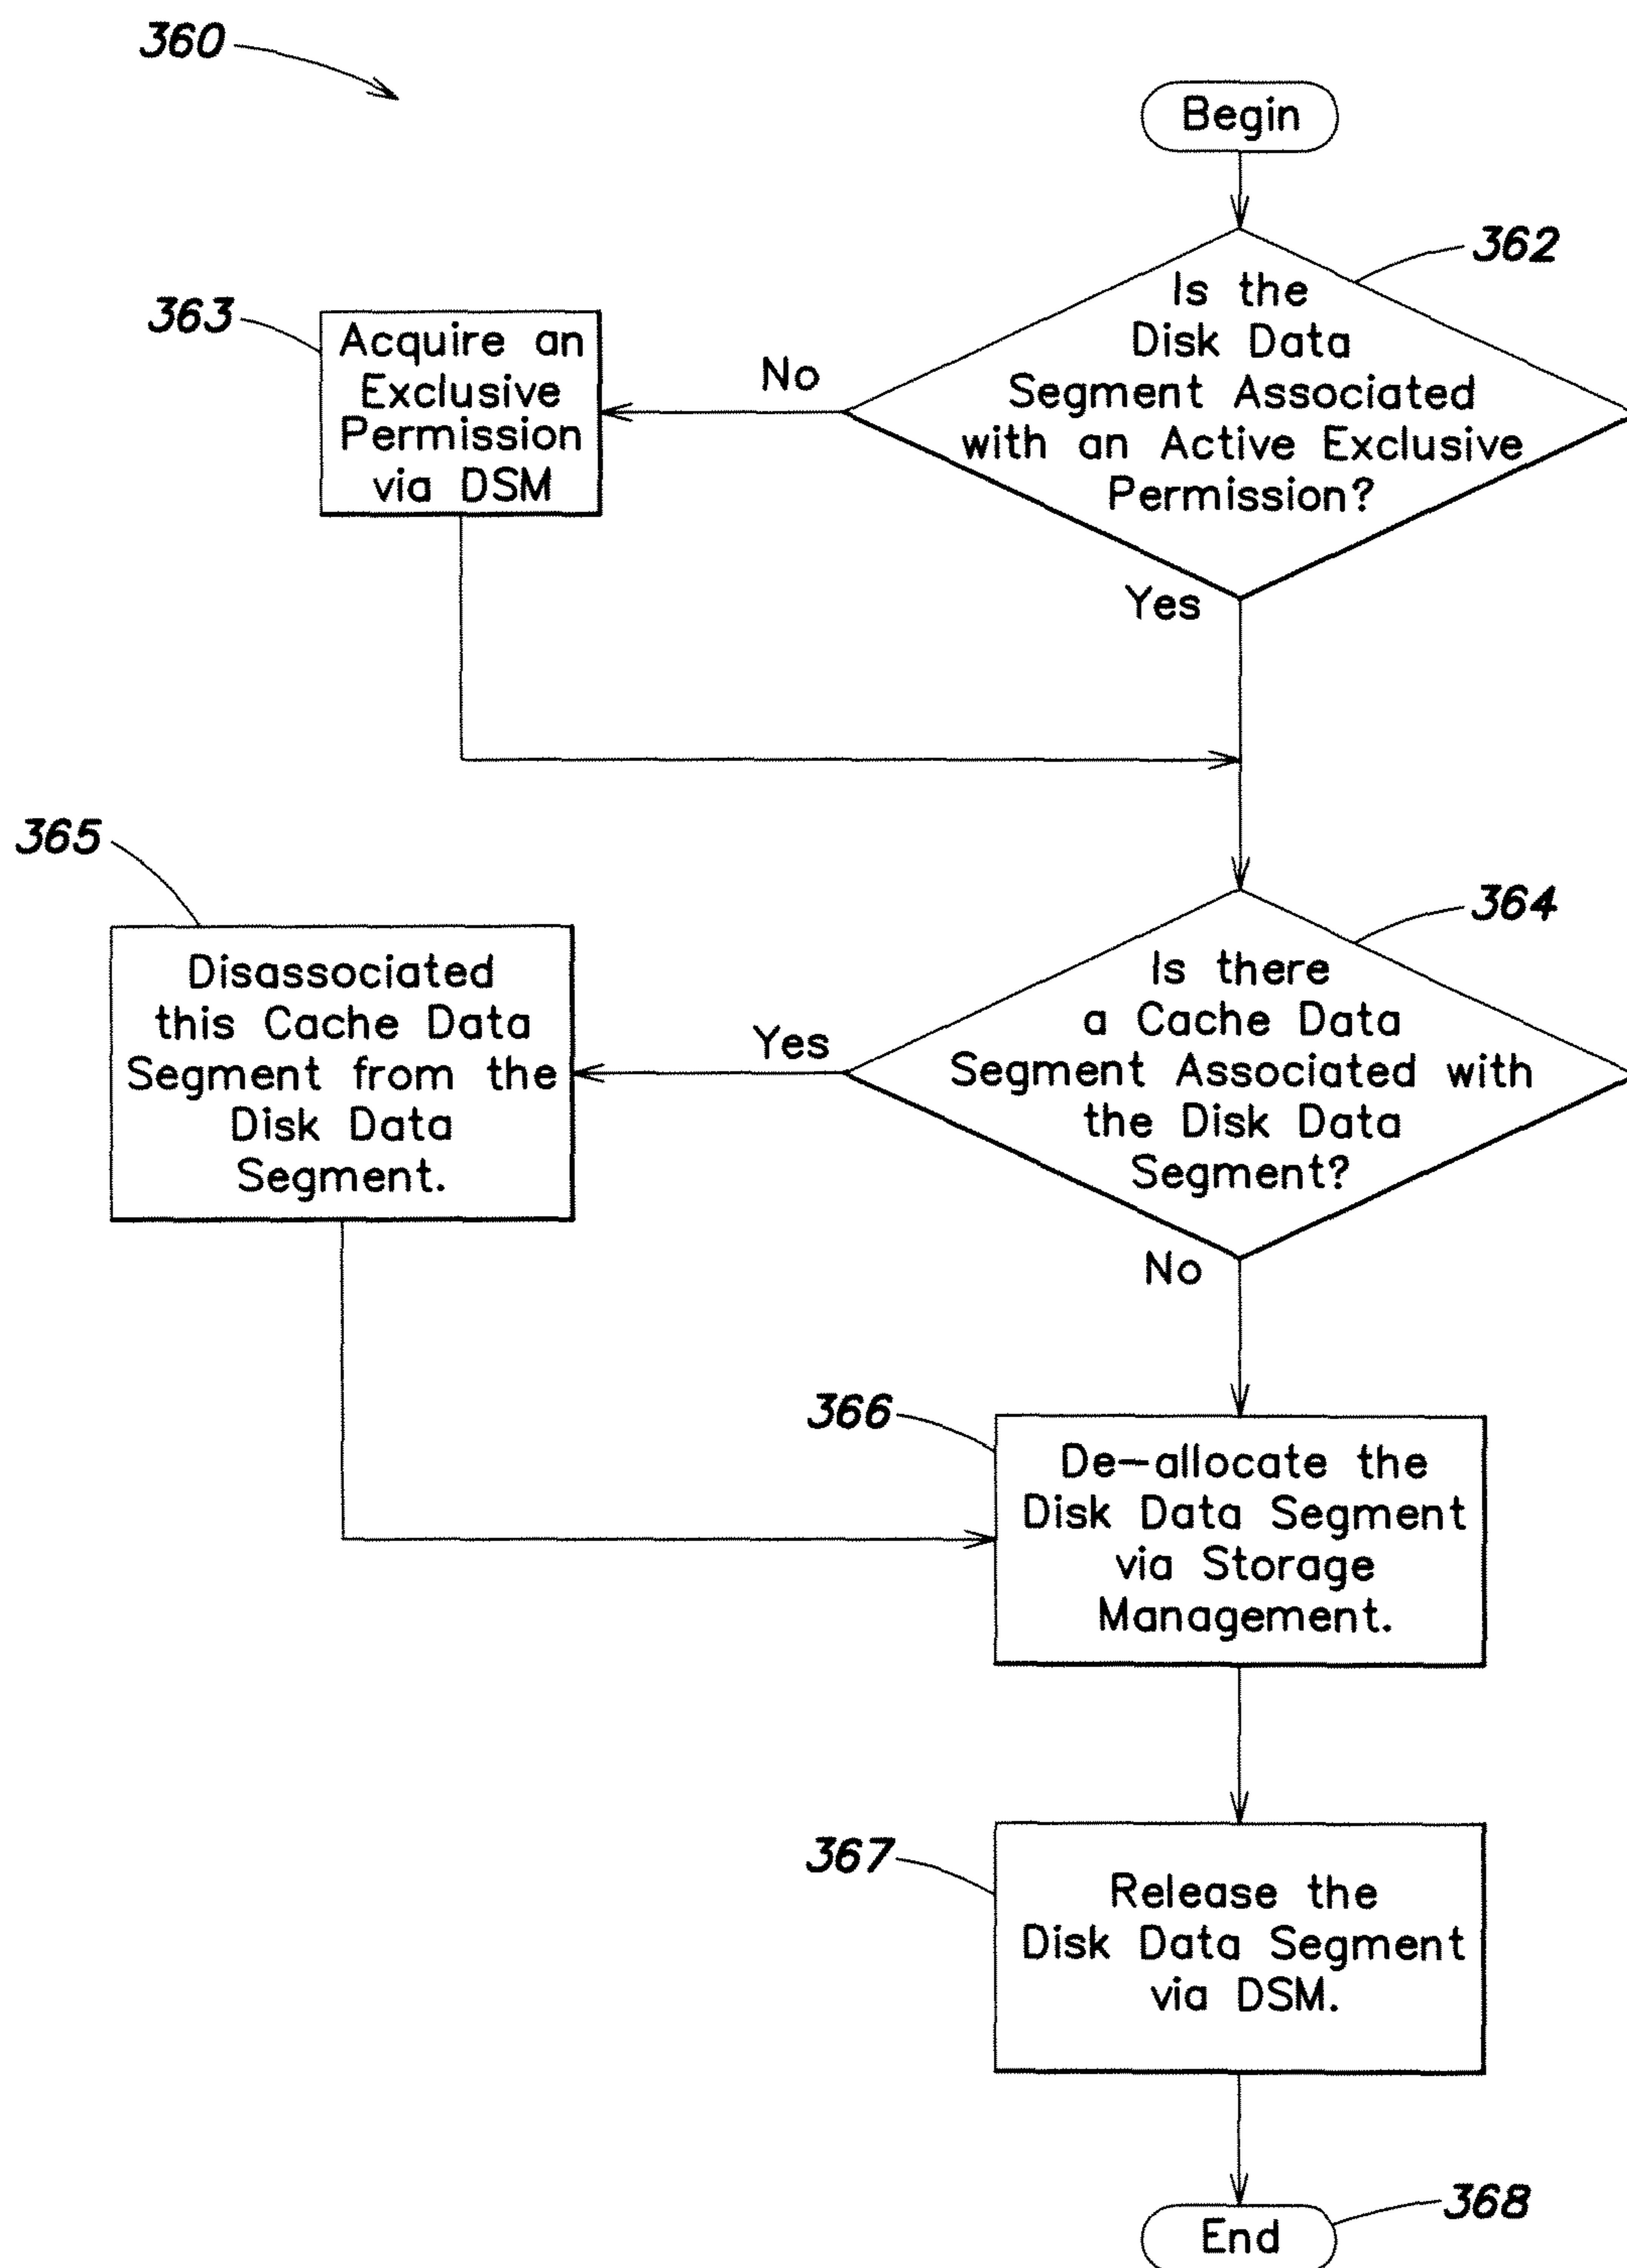 360
Begin
362
Is the
Disk Data
Segment Associated
with an Active Exclusive
Permission?
No
363
Acquire an
Exclusive
Permission
via DSM
Yes
364
Is there
a Cache Data
Segment Associated with
the Disk Data
Segment?
Yes
365
Disassociated
this Cache Data
Segment from the
Disk Data
Segment.
No
366
De-allocate the
Disk Data Segment
via Storage
Management.
367
Release the
Disk Data Segment
via DSM.
368
End